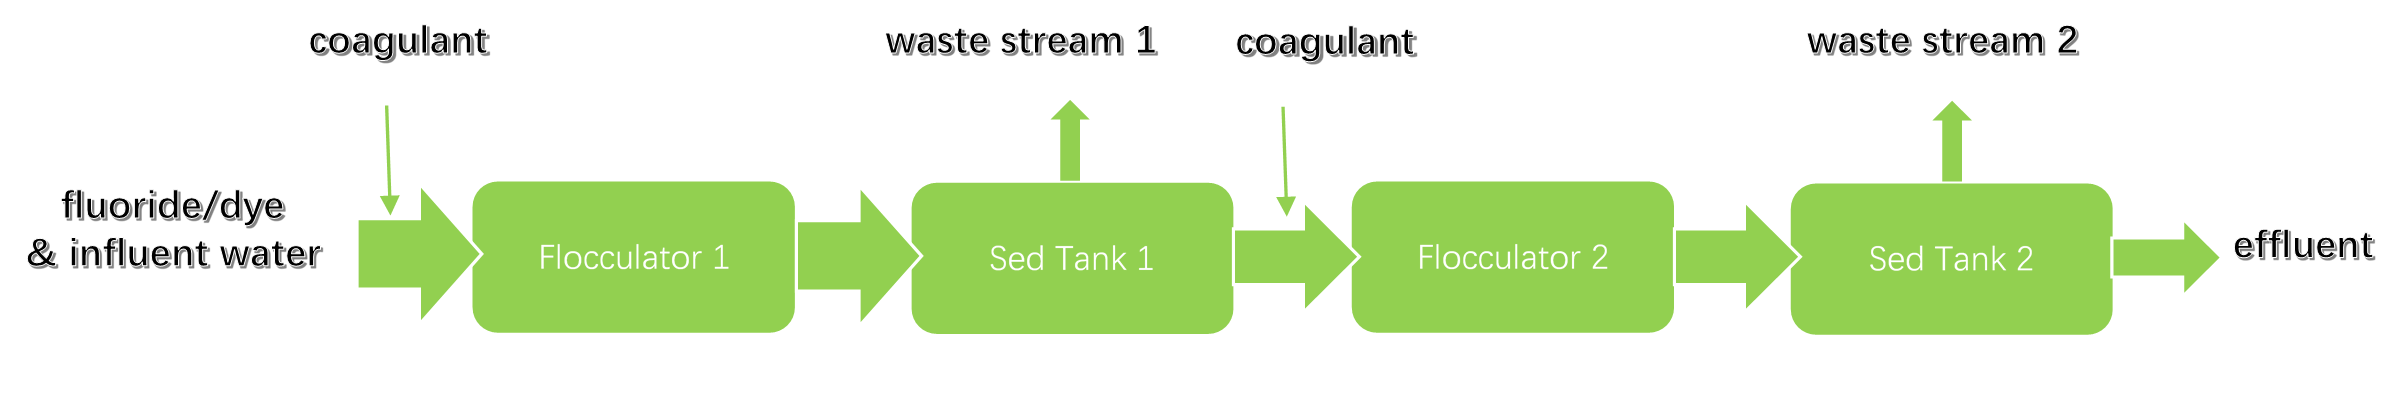 coagulant
waste stream 1
coagulant
waste stream 2
fluoride/dye
& influent water
Flocculator 1
Sed Tank 1
Flocculator 2
Sed Tank 2
effluent